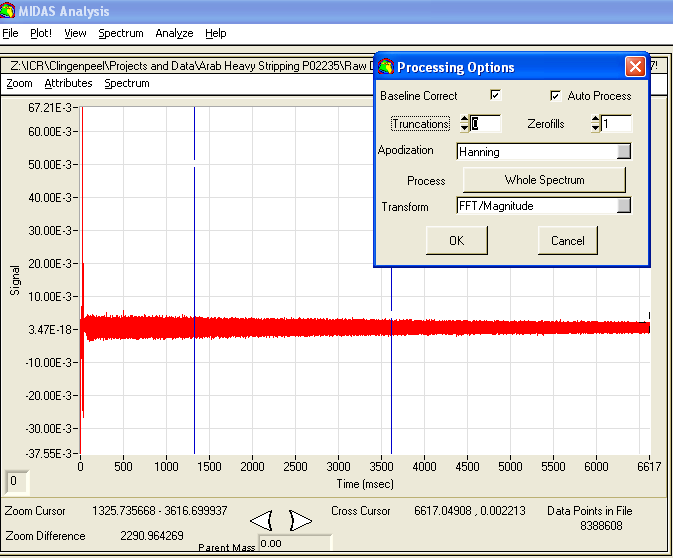 MIDAS Analysis
File Plot! View Spectrum Analyze Help
Z:\ICR\Clingenpeel\Projects and Data\Arab Heavy Stripping P02235\Raw
Zoom Attributes Spectrum
Processing Options
Baseline Correct Auto Process
Truncations 0 Zerofills 1
Apodization Hanning
Process Whole Spectrum
Transform FFT/Magnitude
OK Cancel
67.21E-3
60.00E-3
50.00E-3
40.00E-3
30.00E-3
20.00E-3
10.00E-3
3.47E-18
-10.00E-3
-20.00E-3
-30.00E-3
-37.55E-3
Signal
0 500 1000 1500 2000 2500 3000 3500 4000 4500 5000 5500 6000 6617
Time (msec)
0
Zoom Cursor 1325.735668 - 3616.699937 Cross Cursor 6617.04908 , 0.002213 Data Points in File
8388608
Zoom Difference 2290.964269
Parent Mass 0.00